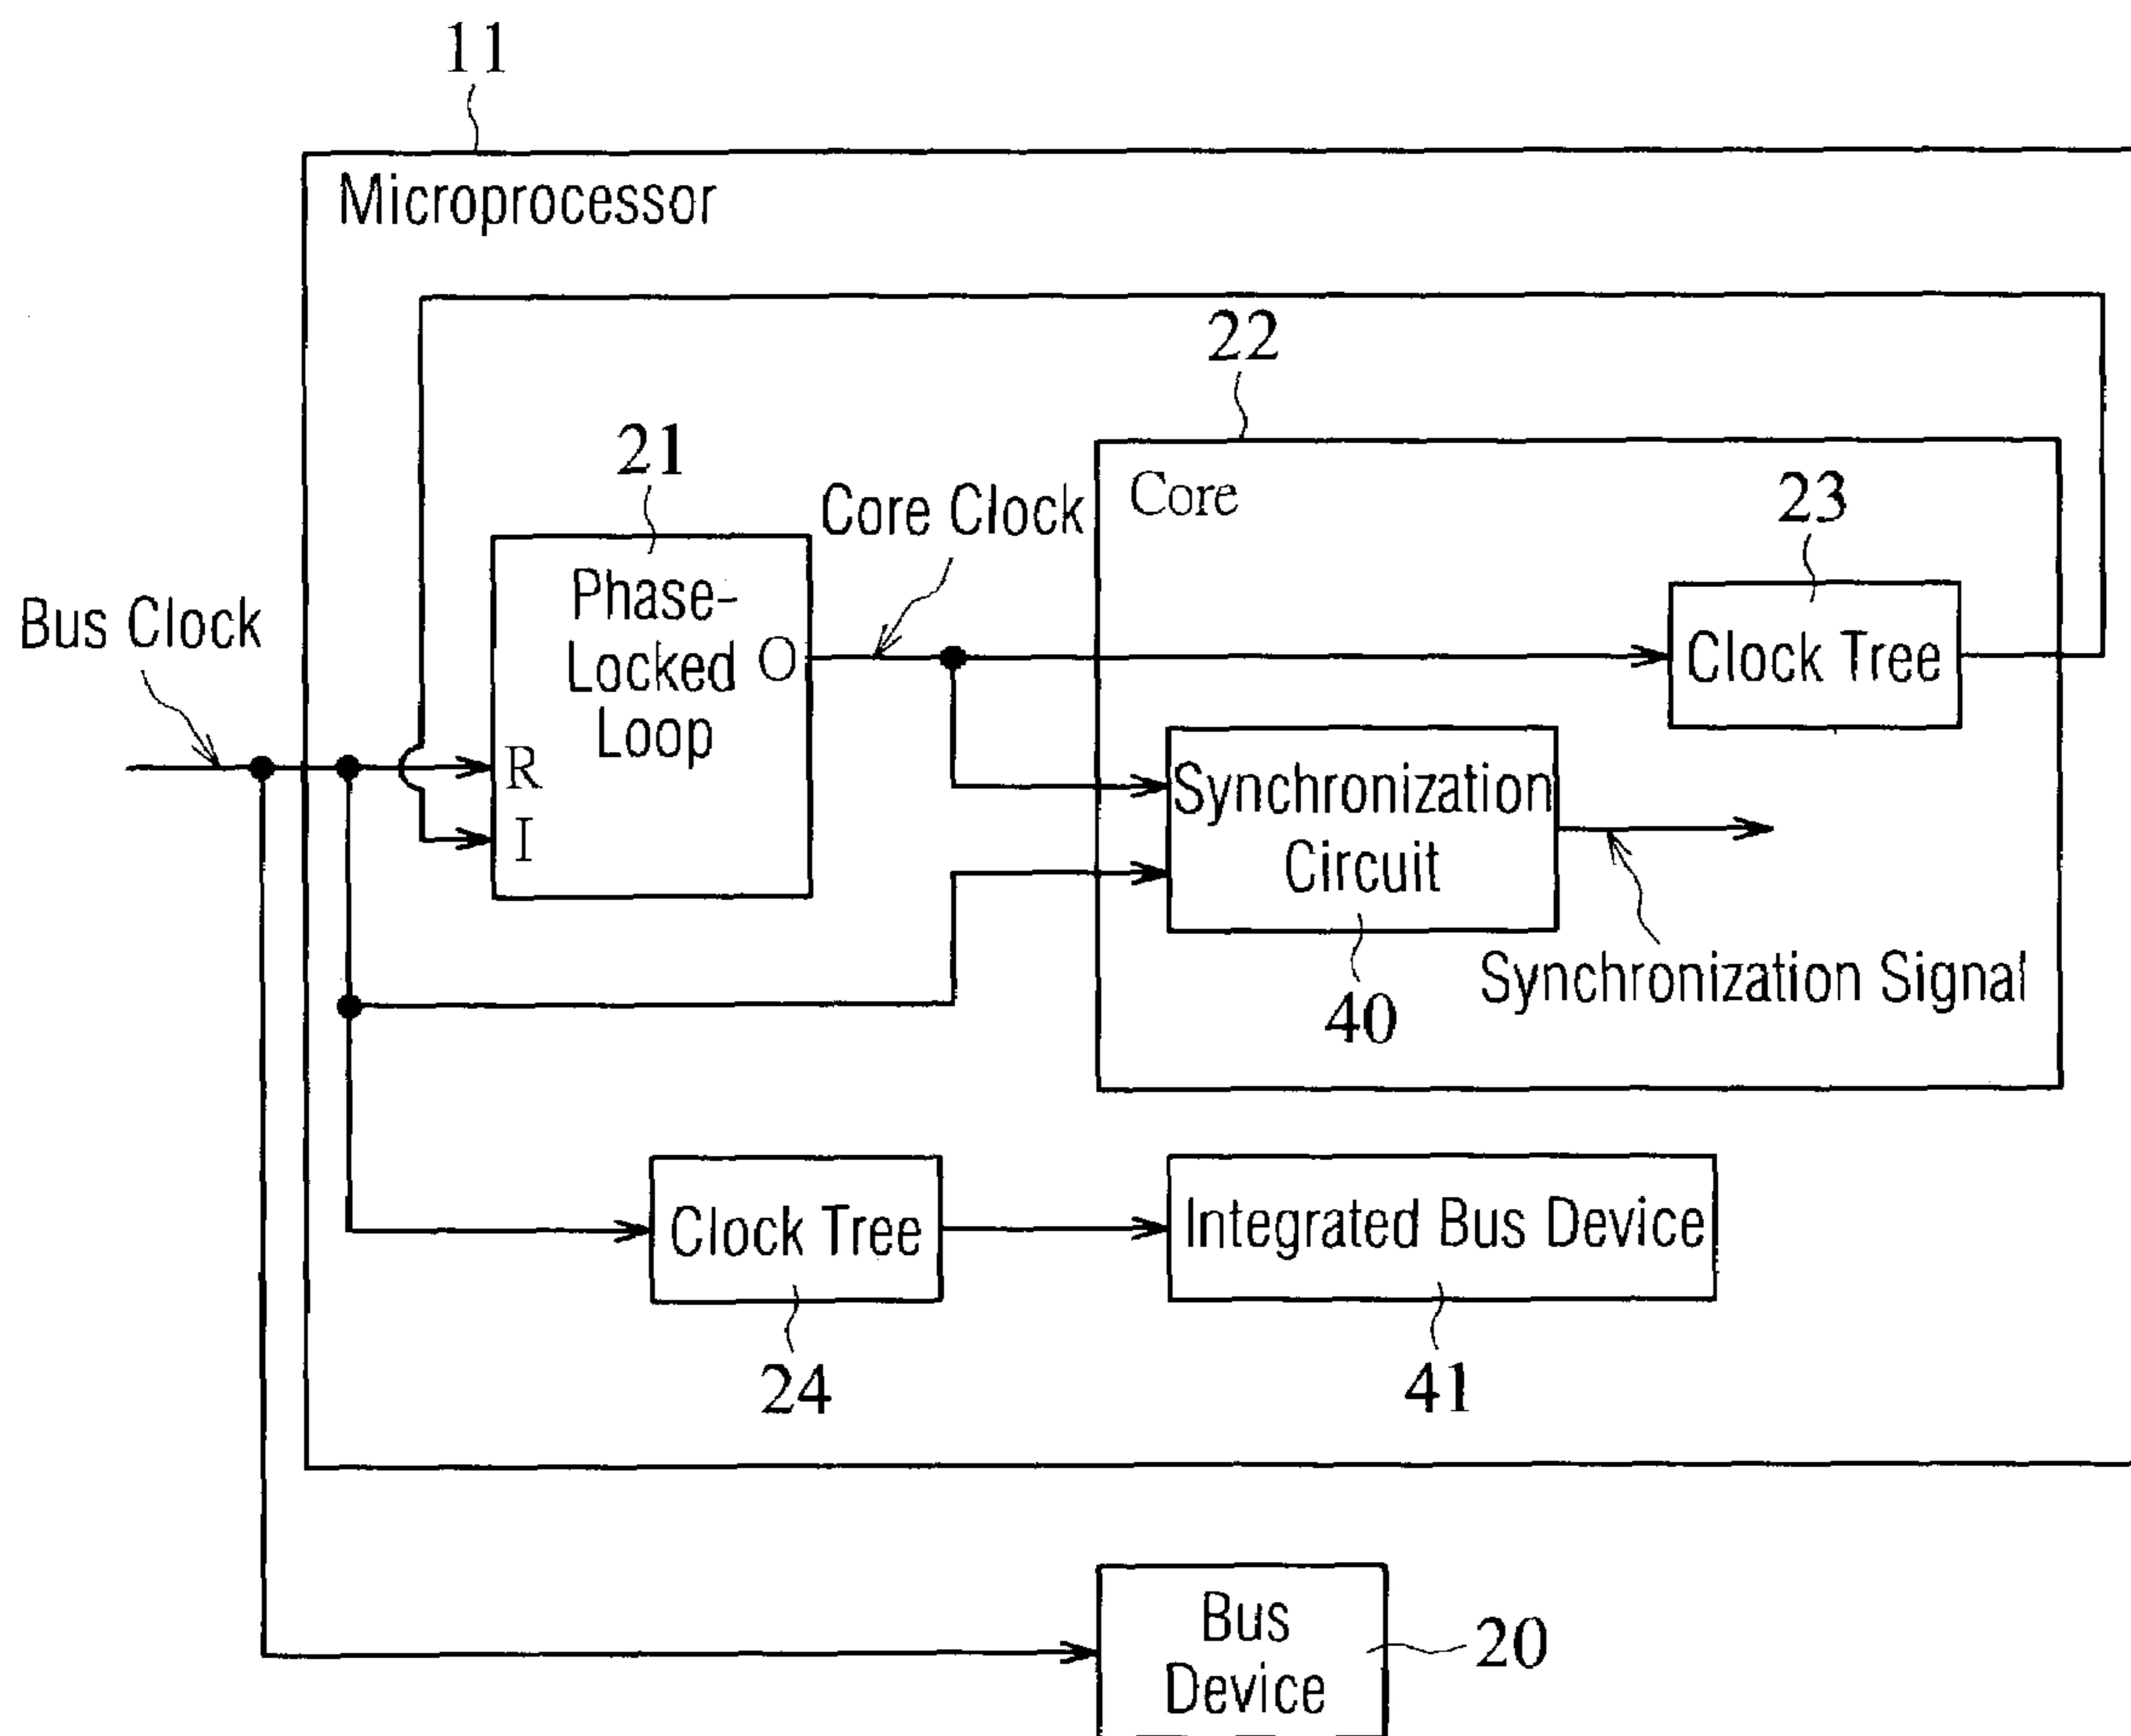 11
Microprocessor
22
21
Core Clock
Core
23
Phase-
Locked
Loop
O
R
I
Bus Clock
Clock Tree
Synchronization
Circuit
40
Synchronization Signal
Clock Tree
24
Integrated Bus Device
41
Bus
Device
20